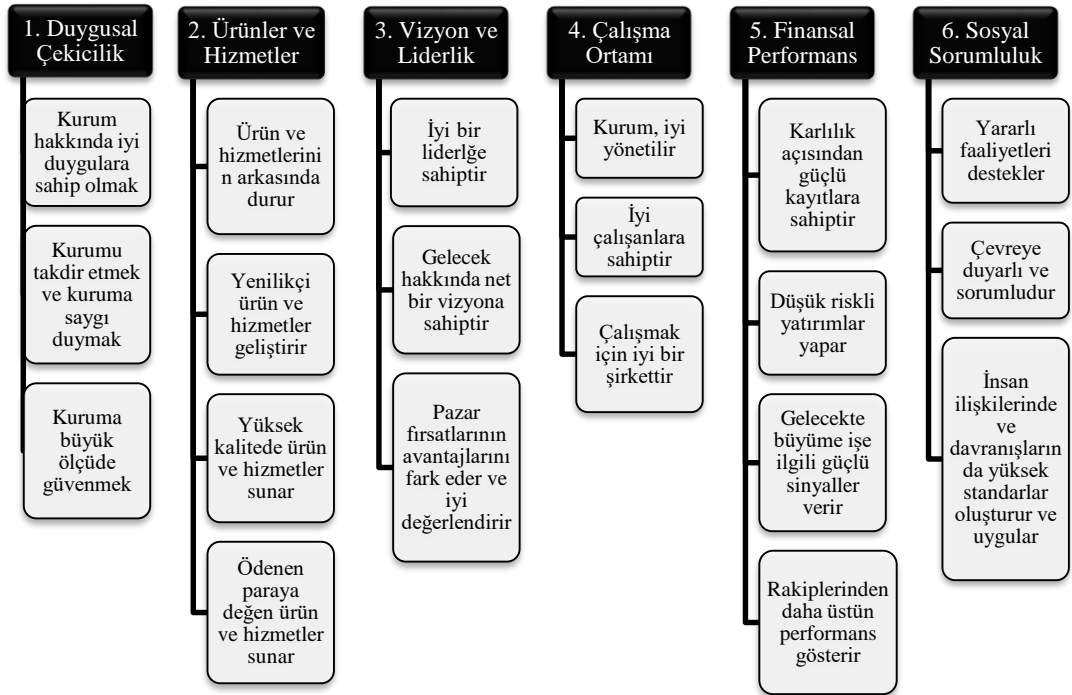 1. Duygusal
Çekicilik
Kurum
hakkında iyi
duygulara
sahip olmak
Kurumu
takdir etmek
ve kuruma
saygı
duymak
Kuruma
büyük
ölçüde
güvenmek
2. Ürünler ve
Hizmetler
Ürün ve
hizmetlerini
n arkasında
durur
Yenilikçi
ürün ve
hizmetler
geliştirir
Yüksek
kalitede ürün
ve hizmetler
sunar
Ödenen
paraya
değen ürün
ve hizmetler
sunar
3. Vizyon ve
Liderlik
İyi bir
liderlğe
sahiptir
Gelecek
hakkında net
bir vizyona
sahiptir
Pazar
fırsatlarının
avantajlarını
fark eder ve
iyi
değerlendirir
4. Çalışma
Ortamı
Kurum, iyi
yönetilir
İyi
çalışanlara
sahiptir
Çalışmak
için iyi bir
şirkettir
5. Finansal
Performans
Karlılık
açısından
güçlü
kayıtlara
sahiptir
Düşük riskli
yatırımlar
yapar
Gelecekte
büyüme işe
ilgili güçlü
sinyaller
verir
Rakiplerinden
daha üstün
performans
gösterir
6. Sosyal
Sorumluluk
Yararlı
faaliyetleri
destekler
Çevreye
duyarlı ve
sorumludur
İnsan
ilişkilerinde
ve
davranışların
da yüksek
standarlar
oluşturur ve
uygular